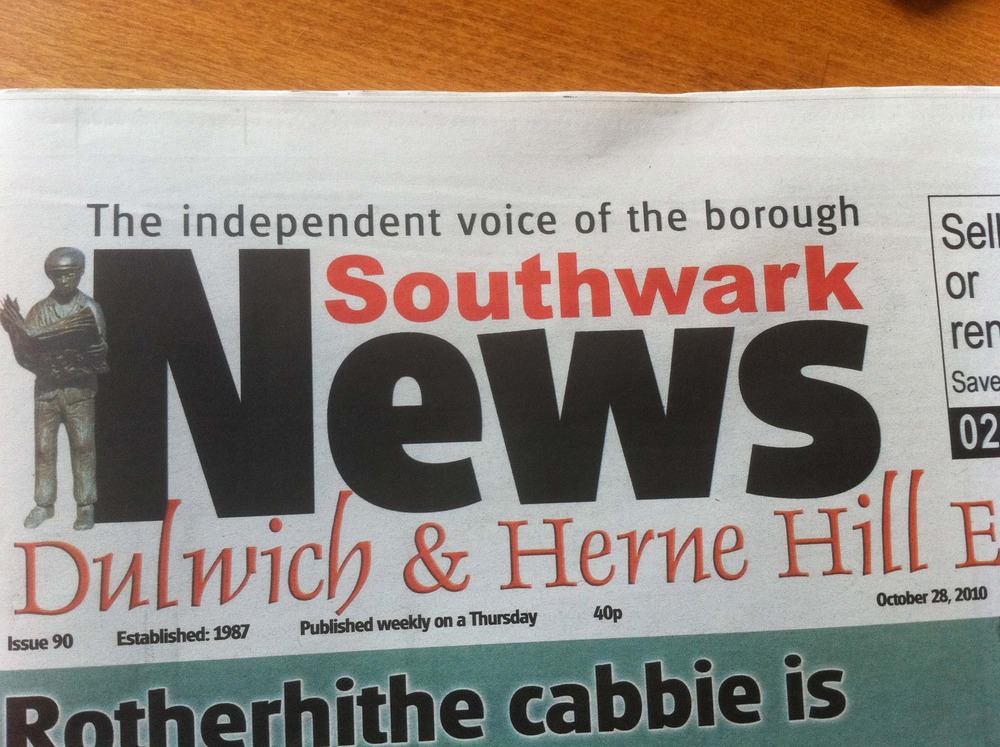 The independent voice of the borough
Southwark
News
Dulwich & Herne Hill E
Issue 90 Established: 1987 Published weekly on a Thursday 40p October 28, 2010
Rotherhithe cabbie is
Sell
or
ren
Save
02